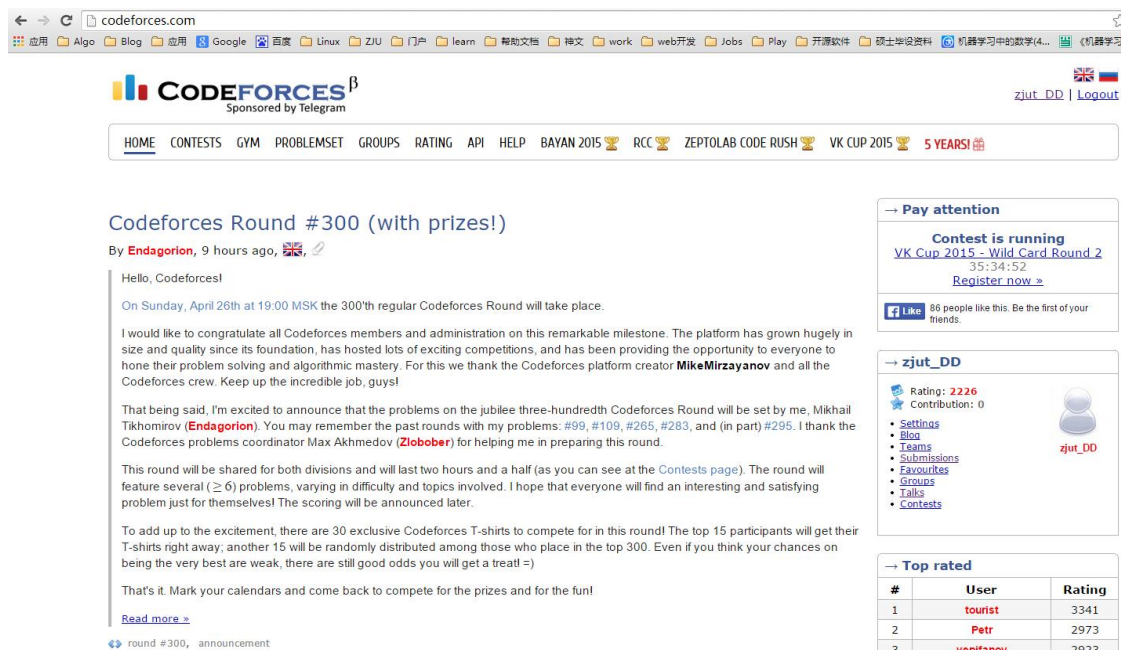 codeforces.com
应用 Algo Blog 应用 Google 百度 Linux ZJU 门户 learn 帮助文档 神文 work web开发 Jobs Play 开源软件 硕士毕设资料 机器学习中的数学(4... 《机器学习
CODEFORCES β
Sponsored by Telegram
zjut_DD | Logout
HOME CONTESTS GYM PROBLEMSET GROUPS RATING API HELP BAYAN 2015 RCC ZEPTOLAB CODE RUSH VK CUP 2015 5 YEARS!
Codeforces Round #300 (with prizes!)
By Endagorion, 9 hours ago, ,
Hello, Codeforces!
On Sunday, April 26th at 19:00 MSK the 300'th regular Codeforces Round will take place.
I would like to congratulate all Codeforces members and administration on this remarkable milestone. The platform has grown hugely in
size and quality since its foundation, has hosted lots of exciting competitions, and has been providing the opportunity to everyone to
hone their problem solving and algorithmic mastery. For this we thank the Codeforces platform creator MikeMirzayanov and all the
Codeforces crew. Keep up the incredible job, guys!
That being said, I'm excited to announce that the problems on the jubilee three-hundredth Codeforces Round will be set by me, Mikhail
Tikhomirov (Endagorion). You may remember the past rounds with my problems: #99, #109, #265, #283, and (in part) #295. I thank the
Codeforces problems coordinator Max Akhmedov (Zlobober) for helping me in preparing this round.
This round will be shared for both divisions and will last two hours and a half (as you can see at the Contests page). The round will
feature several (≥ 6) problems, varying in difficulty and topics involved. I hope that everyone will find an interesting and satisfying
problem just for themselves! The scoring will be announced later.
To add up to the excitement, there are 30 exclusive Codeforces T-shirts to compete for in this round! The top 15 participants will get their
T-shirts right away; another 15 will be randomly distributed among those who place in the top 300. Even if you think your chances on
being the very best are weak, there are still good odds you will get a treat! =)
That's it. Mark your calendars and come back to compete for the prizes and for the fun!
Read more »
round #300, announcement
→ Pay attention
Contest is running
VK Cup 2015 - Wild Card Round 2
35:34:52
Register now »
Like 86 people like this. Be the first of your
friends.
→ zjut_DD
Rating: 2226
Contribution: 0
Settings
Blog
Teams
Submissions
Favourites
Groups
Talks
Contests
zjut_DD
→ Top rated
# User Rating
1 tourist 3341
2 Petr 2973
3 vepifanov 2923